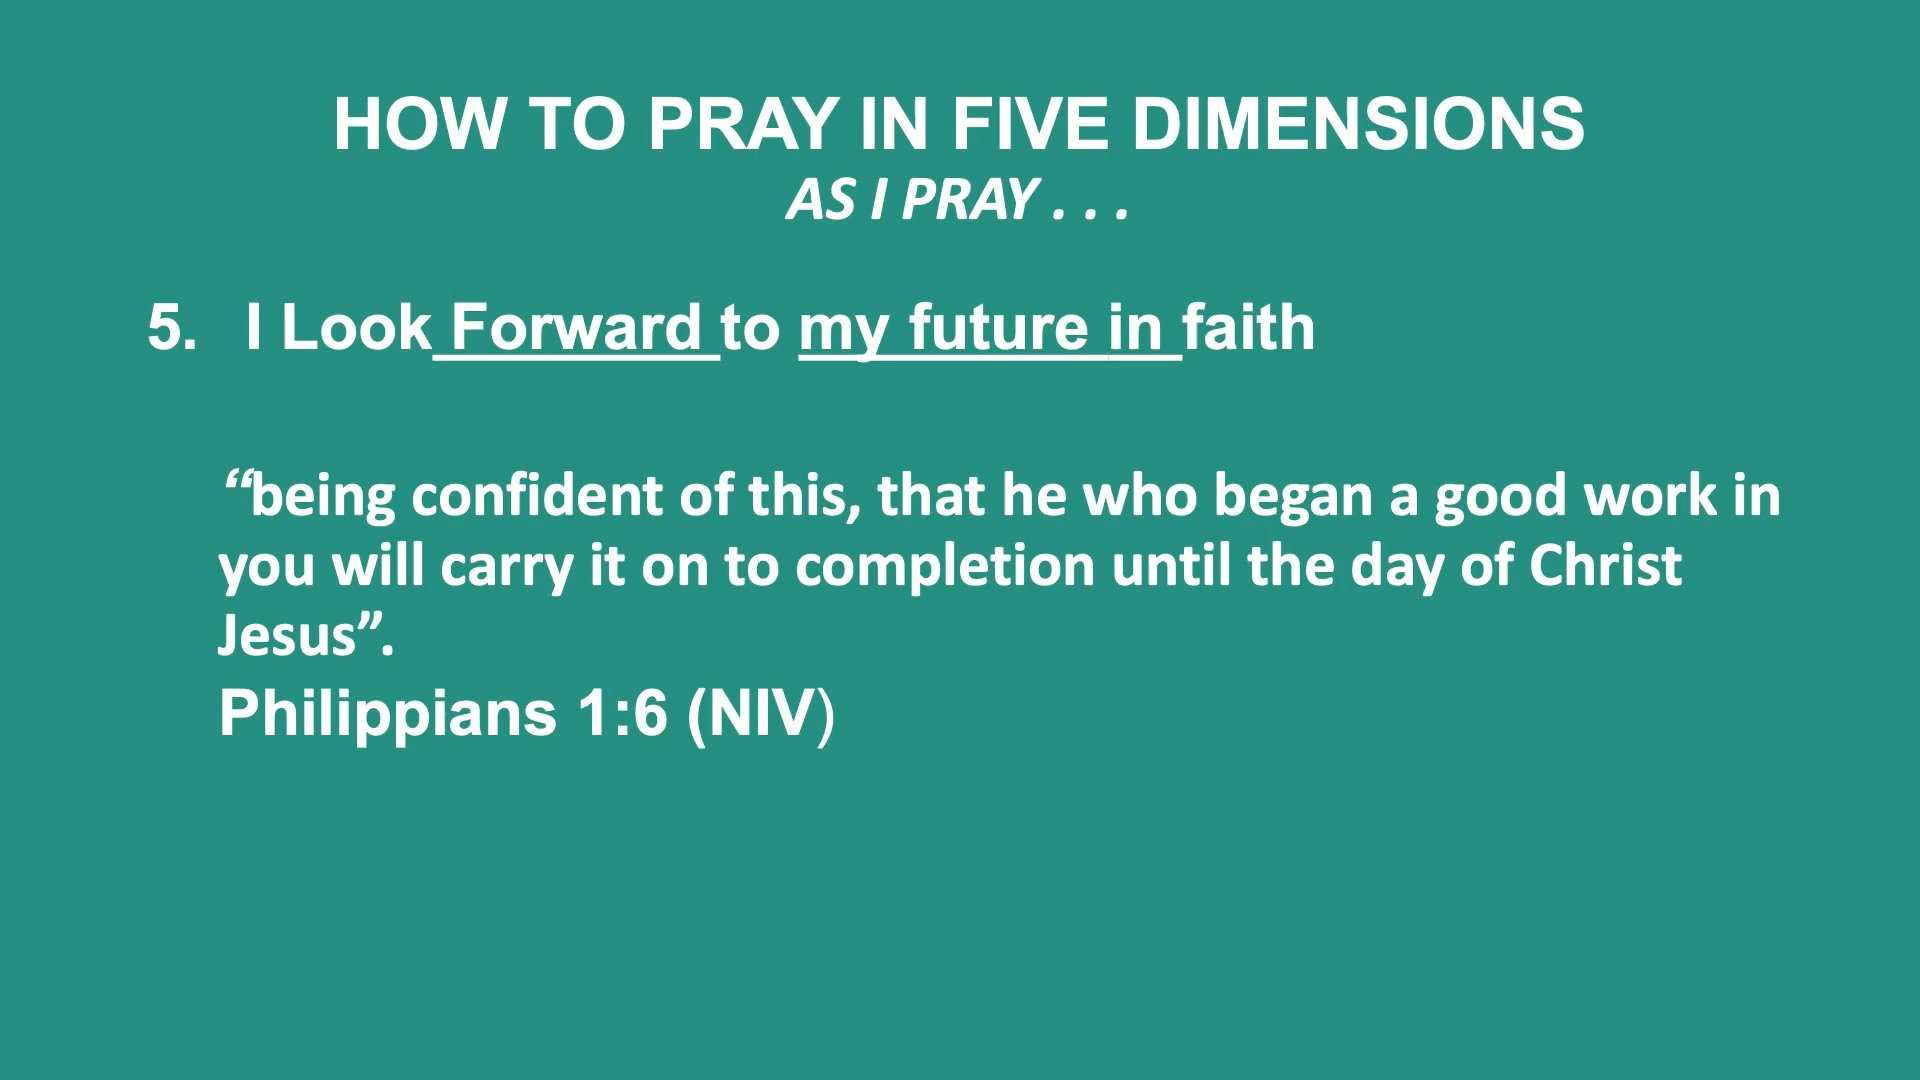 HOW TO PRAY IN FIVE DIMENSIONS
AS I PRAY . . .
5. I Look Forward to my future in faith
“being confident of this, that he who began a good work in
you will carry it on to completion until the day of Christ
Jesus”.
Philippians 1:6 (NIV)